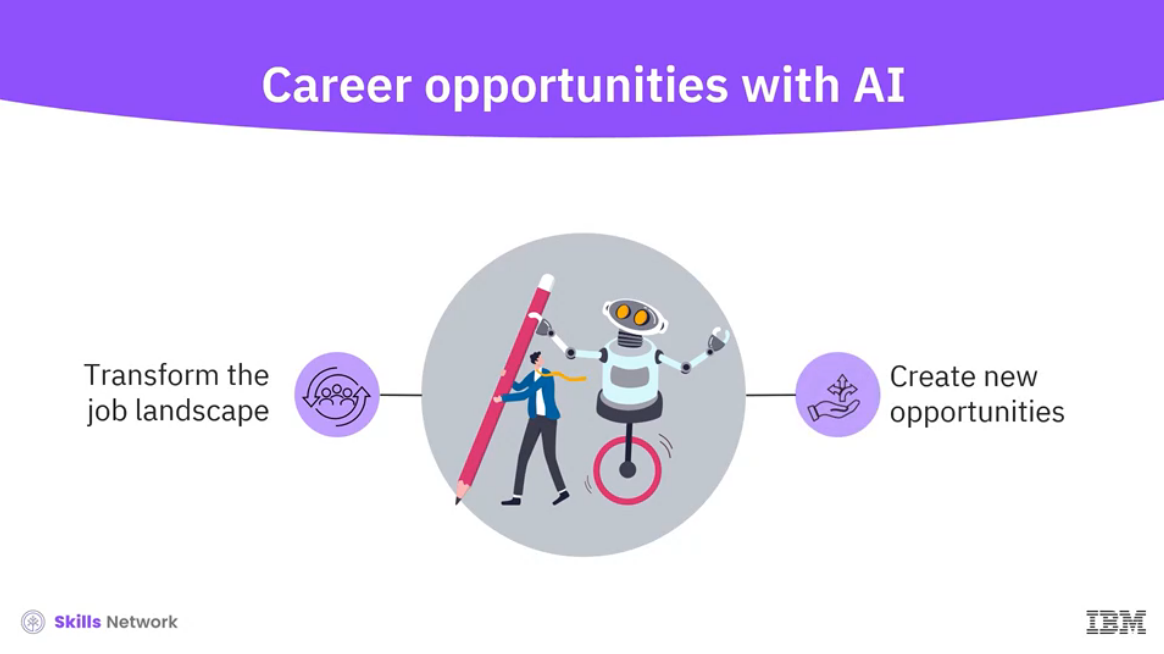 Career opportunities with AI
Transform the
job landscape
Create new
opportunities
Skills Network
IBM